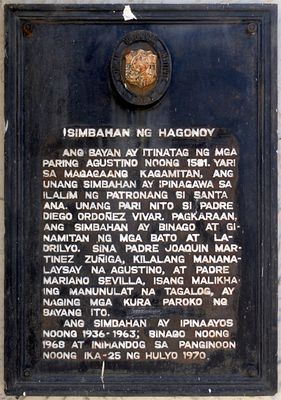 SIMBAHAN NG HAGONOY
ANG BAYAN AY ITINATAG NG MGA
PARING AGUSTINO NOONG 1581. YARI
SA MAGAGAANG KAGAMITAN, ANG
UNANG SIMBAHAN AY IPINAGAWA SA
ILALIM NG PATRONANG SI SANTA
ANA. UNANG PARI NITO SI PADRE
DIEGO ORDOÑEZ VIVAR. PAGKARAAN,
ANG SIMBAHAN AY BINAGO AT GI-
NAMITAN NG MGA BATO AT LA-
DRILYO. SINA PADRE JOAQUIN MAR-
TINEZ ZUÑIGA, KILALANG MANANA-
LAYSAY NA AGUSTINO, AT PADRE
MARIANO SEVILLA, ISANG MALIKHA-
ING MANUNULAT NA TAGALOG, AY
NAGING MGA KURA PAROKO NG
BAYANG ITO.
ANG SIMBAHAN AY IPINAAYOS
NOONG 1936-1963; BINAGO NOONG
1968 AT INIHANDOG SA PANGINOON
NOONG IKA-25 NG HULYO 1970.